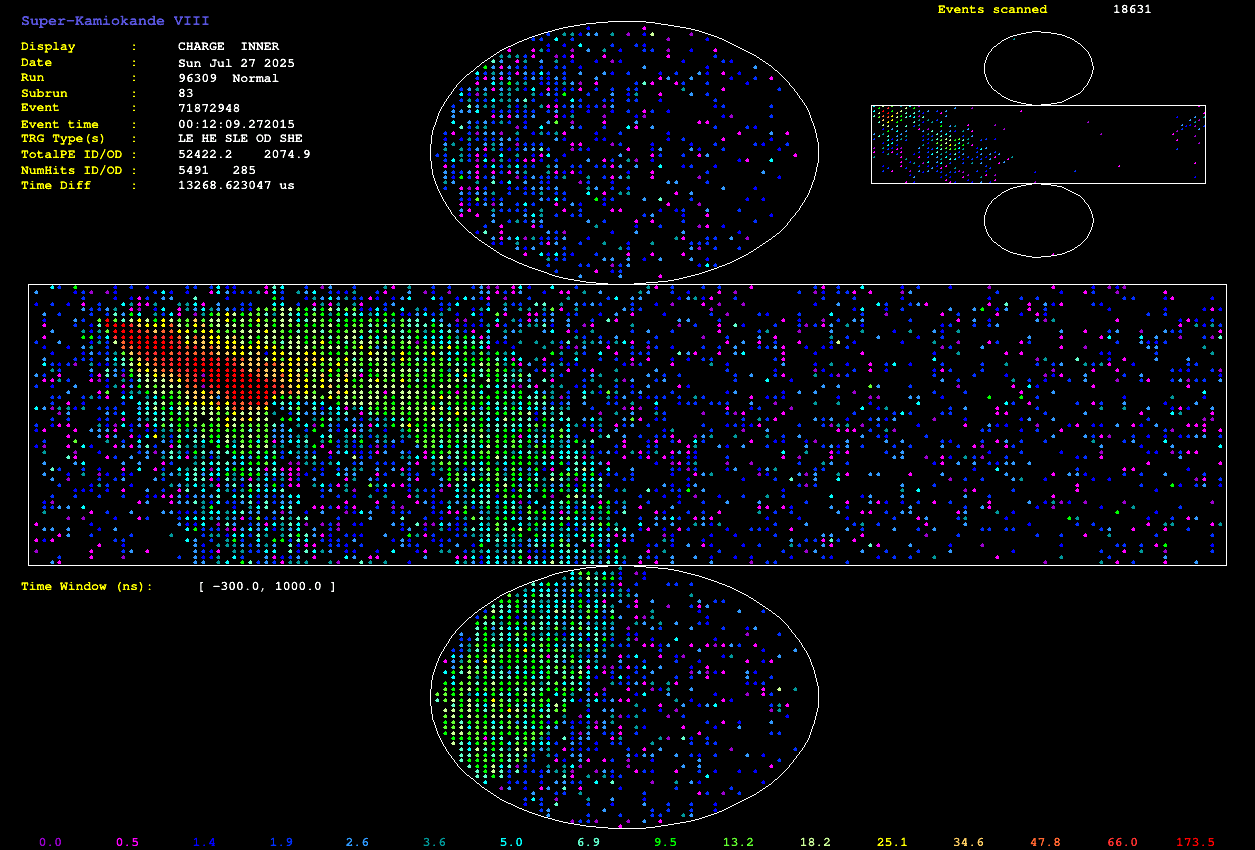 Super-Kamiokande VIII
Events scanned 18631
Display : CHARGE INNER
Date : Sun Jul 27 2025
Run : 96309 Normal
Subrun : 83
Event : 71872948
Event time : 00:12:09.272015
TRG Type(s) : LE HE SLE OD SHE
TotalPE ID/OD : 52422.2 2074.9
NumHits ID/OD : 5491 285
Time Diff : 13268.623047 us
Time Window (ns): [ -300.0, 1000.0 ]
0.0 0.5 1.4 1.9 2.6 3.6 5.0 6.9 9.5 13.2 18.2 25.1 34.6 47.8 66.0 173.5